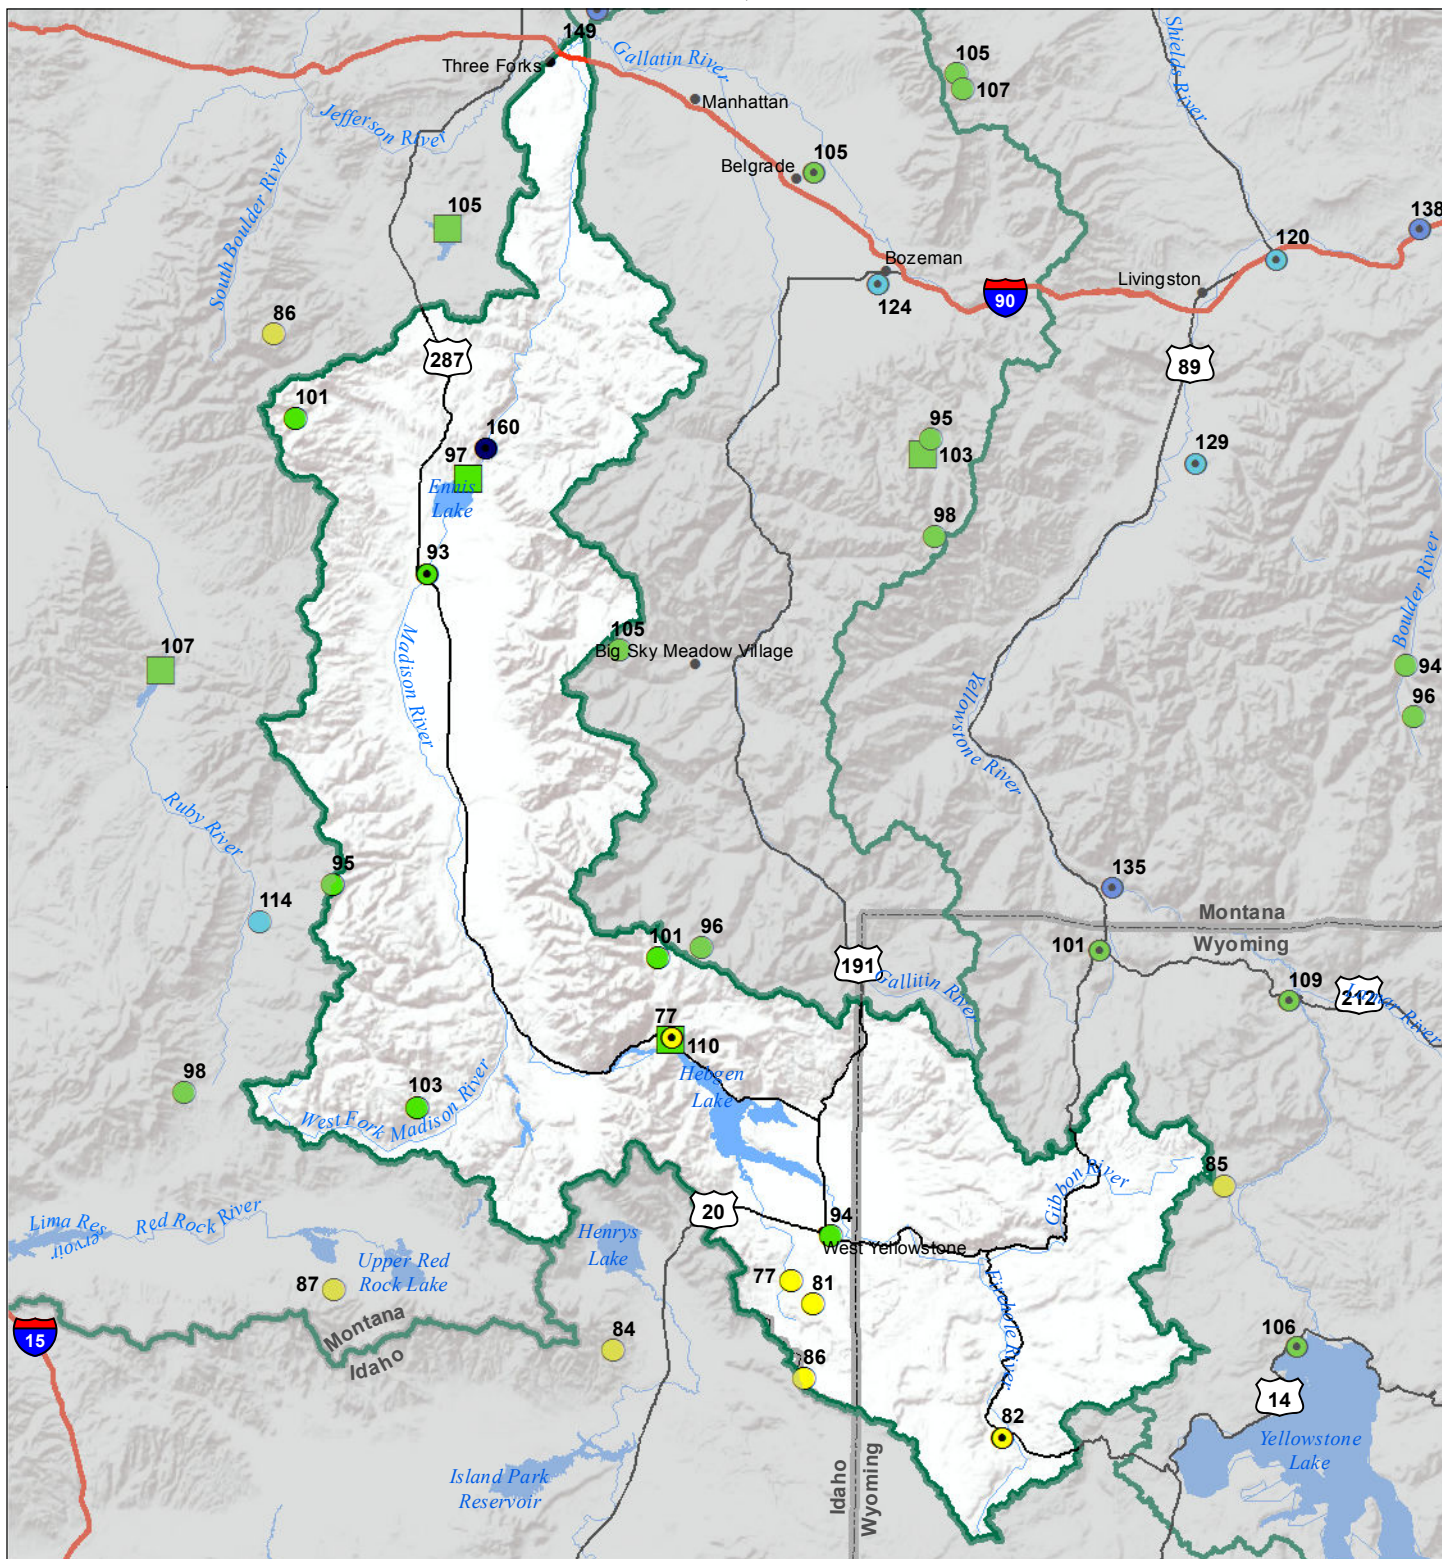 149
Three Forks
Gallatin River
Manhattan
Jefferson River
105
107
Shields River
Belgrade
105
South Boulder River
105
138
120
Bozeman
124
90
Livingston
86
287
89
101
160
97
Ennis
Lake
95
103
129
98
93
Boulder River
Madison River
105
Big Sky Meadow Village
107
94
96
Yellowstone River
Ruby River
95
114
135
Montana
Wyoming
101
96
191
Gallitin River
101
109
212
Lamar River
77
110
Hebgen
Lake
98
103
West Fork Madison River
Gibbon River
85
Lima Reservoir
Red Rock River
Henrys
Lake
20
94
West Yellowstone
Upper Red
Rock Lake
87
77
81
Firehole River
Montana
Idaho
15
84
86
106
14
82
Yellowstone
Lake
Island Park
Reservoir
Idaho
Wyoming